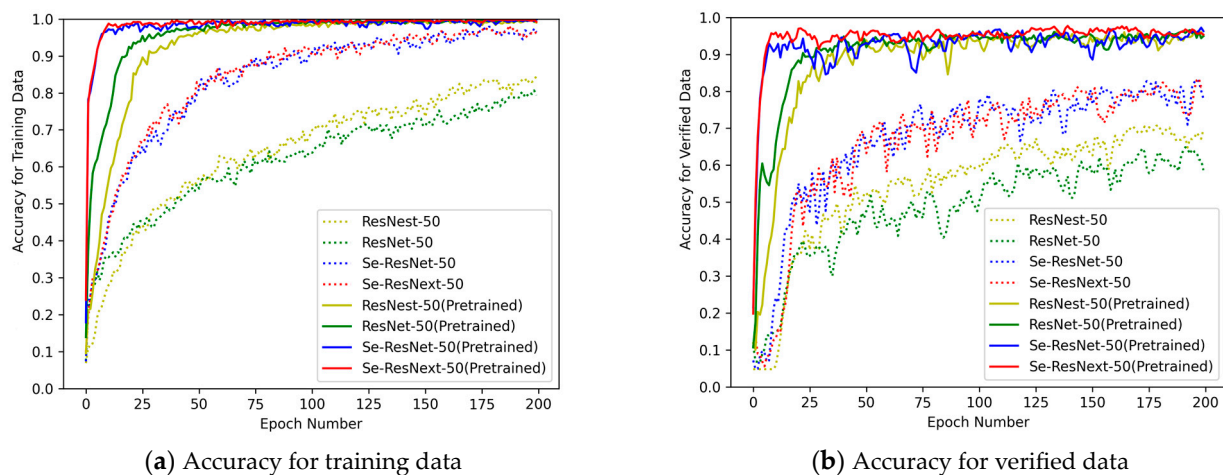 1.0
0.9
0.8
0.7
0.6
0.5
0.4
0.3
0.2
0.1
0.0
Accuracy for Training Data
ResNest-50
ResNet-50
Se-ResNet-50
Se-ResNext-50
ResNest-50(Pretrained)
ResNet-50(Pretrained)
Se-ResNet-50(Pretrained)
Se-ResNext-50(Pretrained)
0 25 50 75 100 125 150 175 200
Epoch Number
(a) Accuracy for training data
1.0
0.9
0.8
0.7
0.6
0.5
0.4
0.3
0.2
0.1
0.0
Accuracy for Verified Data
ResNest-50
ResNet-50
Se-ResNet-50
Se-ResNext-50
ResNest-50(Pretrained)
ResNet-50(Pretrained)
Se-ResNet-50(Pretrained)
Se-ResNext-50(Pretrained)
0 25 50 75 100 125 150 175 200
Epoch Number
(b) Accuracy for verified data